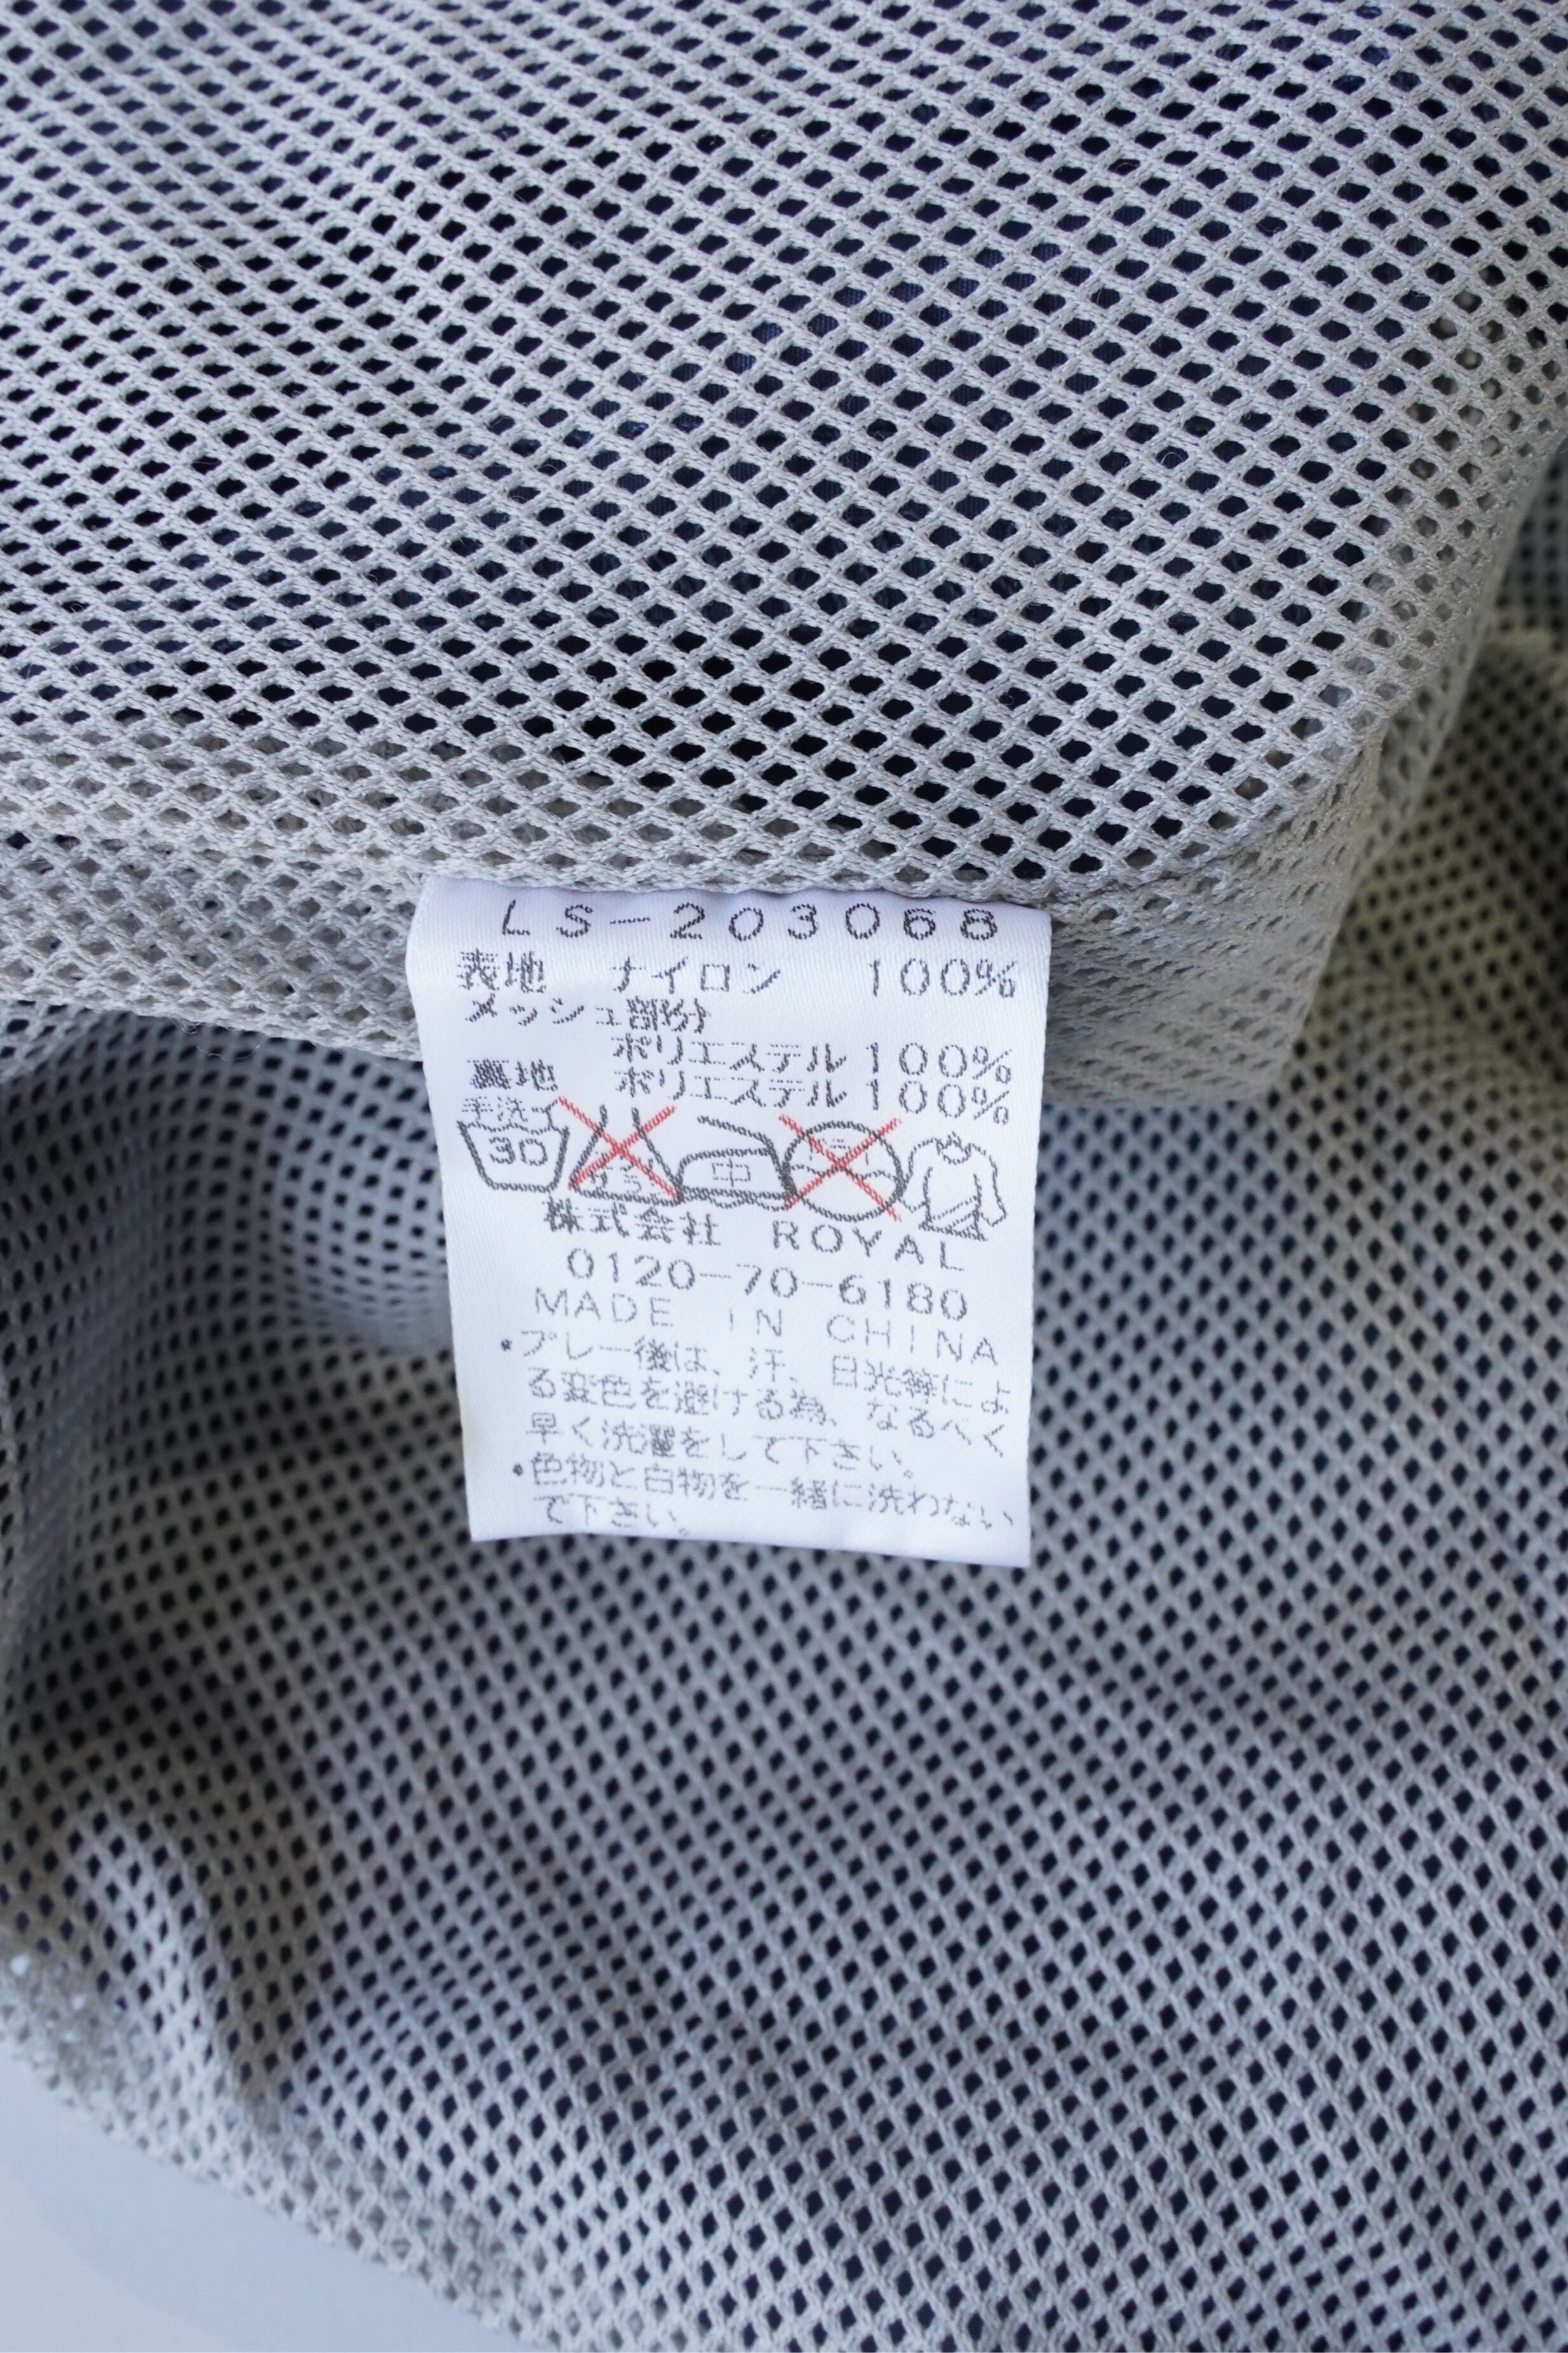 LS-203068
表地 ナイロン 100%
メッシュ部分
ポリエステル100%
裏地 ポリエステル100%
手洗イ
30
中
株式会社 ROYAL
0120-70-6180
MADE IN CHINA
•プレー後は、汗、日光等によ
る変色を避ける為、なるべく
早く洗濯をして下さい。
•色物と白物を一緒に洗わない
で下さい。